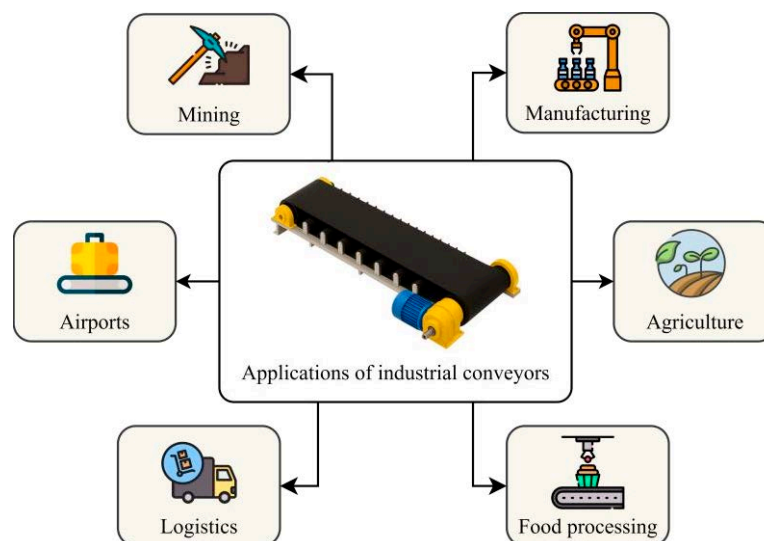 Mining
Manufacturing
Airports
Agriculture
Applications of industrial conveyors
Logistics
Food processing